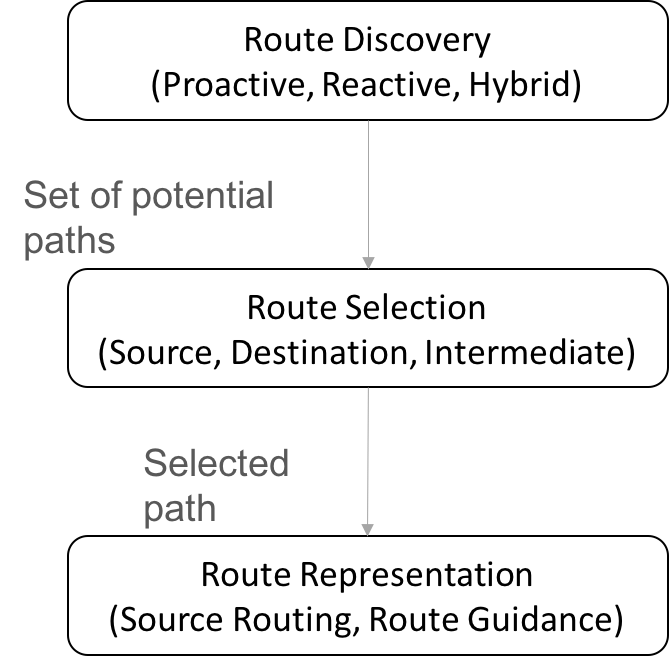 Route Discovery
(Proactive, Reactive, Hybrid)
Set of potential
paths
Route Selection
(Source, Destination, Intermediate)
Selected
path
Route Representation
(Source Routing, Route Guidance)